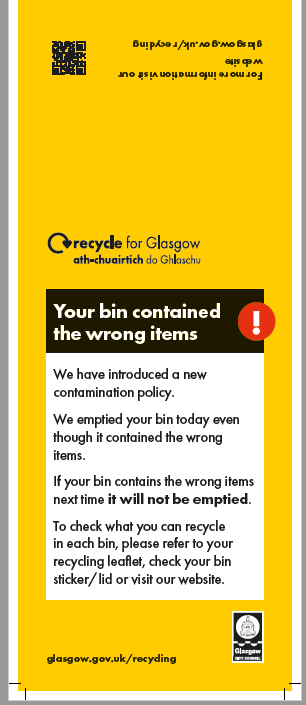 For more information visit our
web site
glasgow.gov.uk/recycling
recycle for Glasgow
ath-chuairtich do Ghlaschu
Your bin contained
the wrong items
!
We have introduced a new
contamination policy.
We emptied your bin today even
though it contained the wrong
items.
If your bin contains the wrong items
next time it will not be emptied.
To check what you can recycle
in each bin, please refer to your
recycling leaflet, check your bin
sticker/lid or visit our website.
Glasgow
CITY COUNCIL
glasgow.gov.uk/recycling